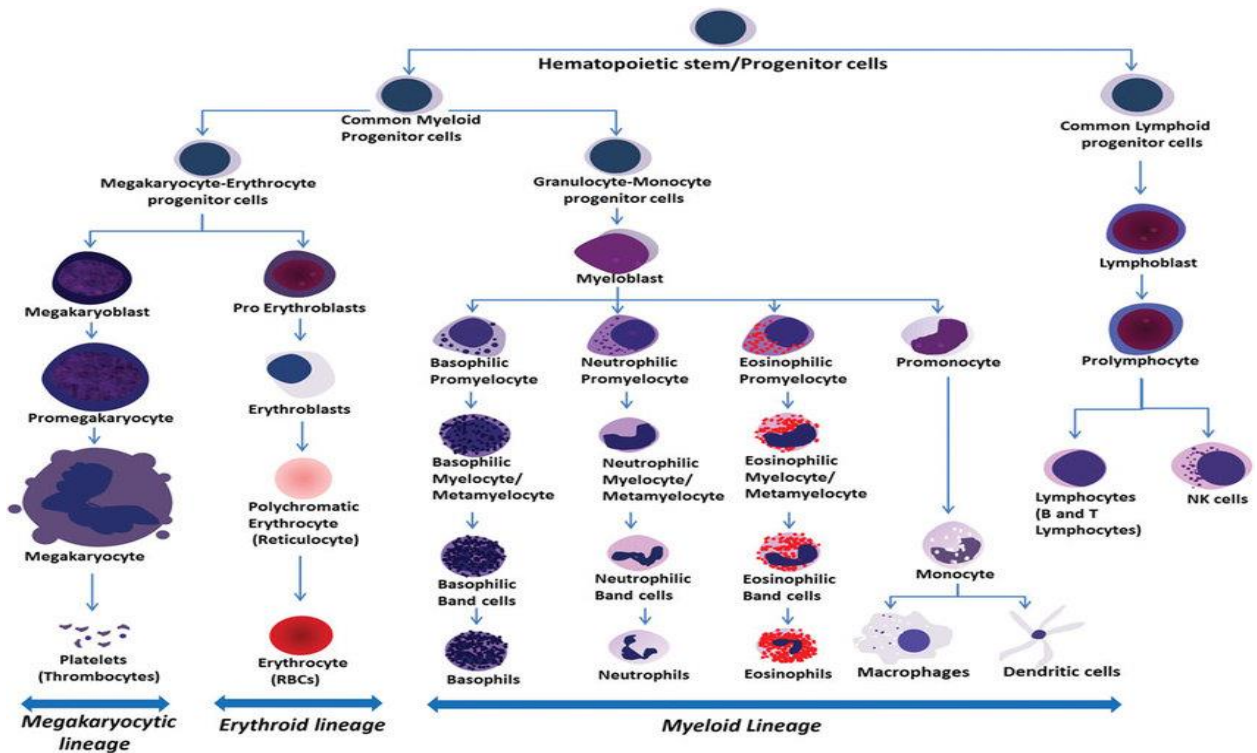 Hematopoietic stem/Progenitor cells
Common Myeloid
Progenitor cells
Common Lymphoid
progenitor cells
Megakaryocyte-Erythrocyte
progenitor cells
Granulocyte-Monocyte
progenitor cells
Megakaryoblast
Pro Erythroblasts
Myeloblast
Lymphoblast
Promegakaryocyte
Erythroblasts
Basophilic
Promyelocyte
Neutrophilic
Promyelocyte
Eosinophilic
Promyelocyte
Promonocyte
Prolymphocyte
Megakaryocyte
Polychromatic
Erythrocyte
(Reticulocyte)
Basophilic
Myelocyte/
Metamyelocyte
Neutrophilic
Myelocyte/
Metamyelocyte
Eosinophilic
Myelocyte/
Metamyelocyte
Lymphocytes
(B and T
Lymphocytes)
NK cells
Basophilic
Band cells
Neutrophilic
Band cells
Eosinophilic
Band cells
Monocyte
Platelets
(Thrombocytes)
Erythrocyte
(RBCs)
Basophils
Neutrophils
Eosinophils
Macrophages
Dendritic cells
Megakaryocytic
lineage
Erythroid lineage
Myeloid Lineage